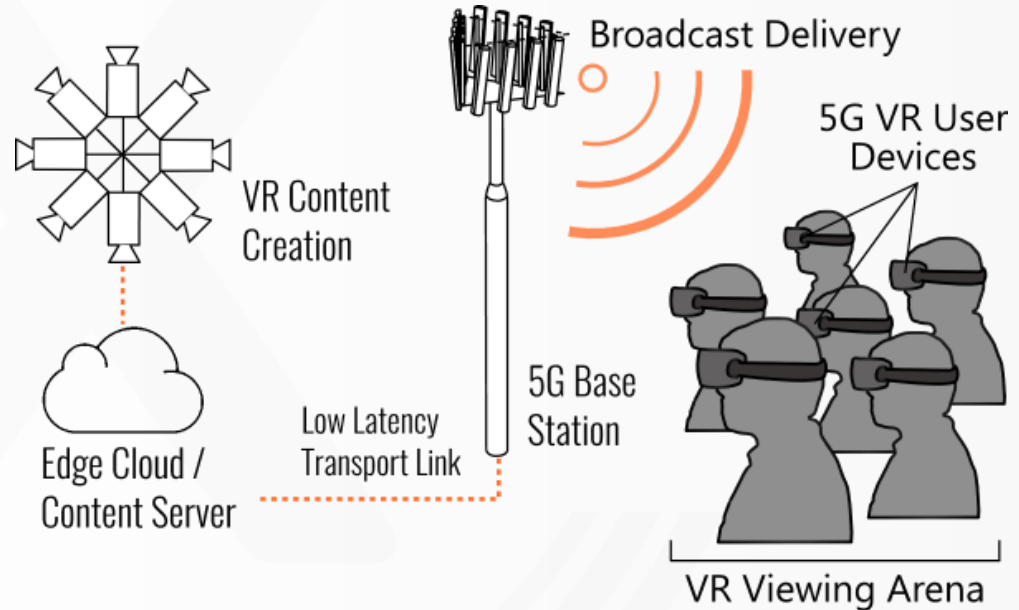 Broadcast Delivery
5G VR User
Devices
VR Content
Creation
5G Base
Station
Low Latency
Transport Link
Edge Cloud /
Content Server
VR Viewing Arena